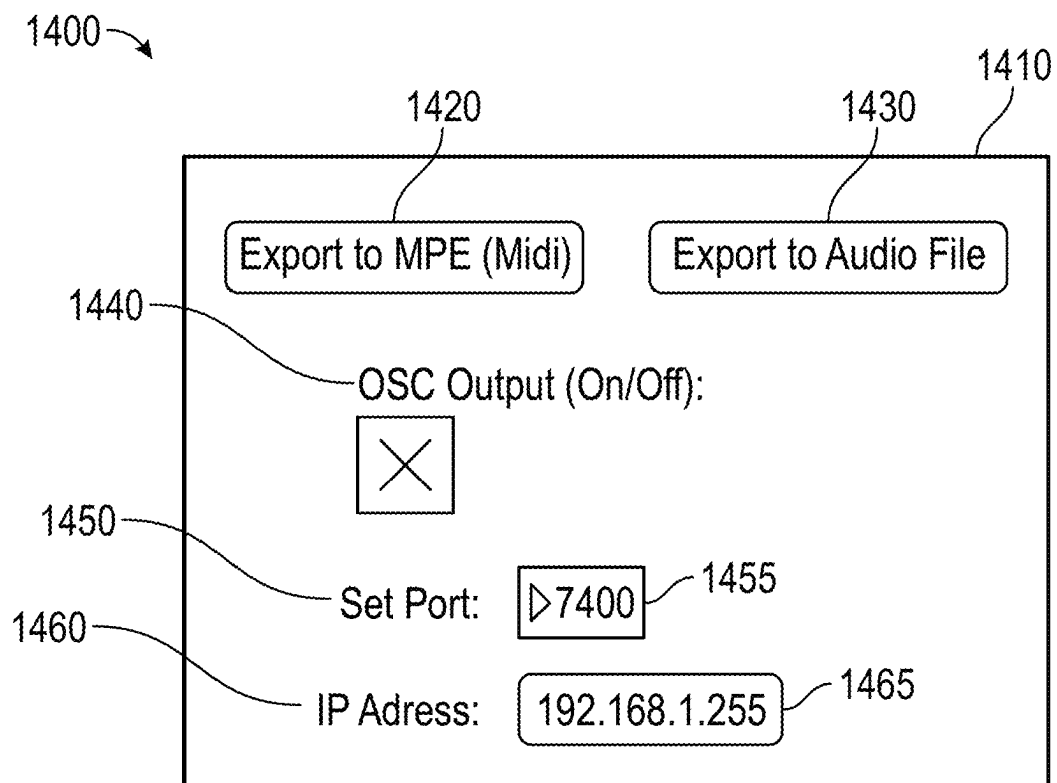 1400
1410
1420
1430
Export to MPE (Midi)
Export to Audio File
1440
OSC Output (On/Off):
1450
Set Port:
7400
1455
1460
IP Adress:
192.168.1.255
1465